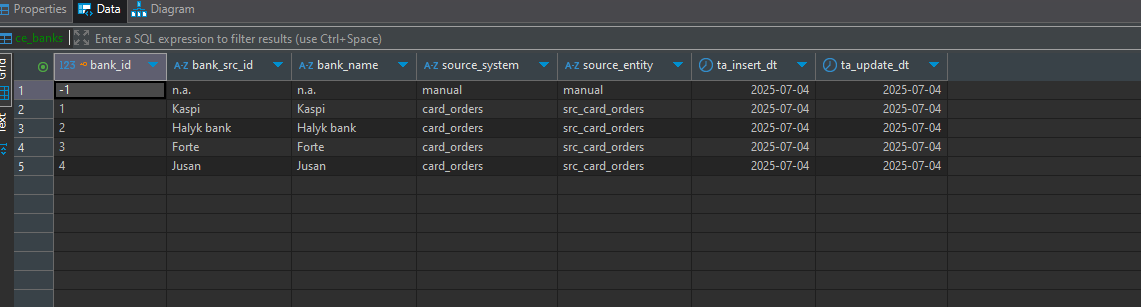 Properties Data Diagram
ce_banks Enter a SQL expression to filter results (use Ctrl+Space)
Grid 123 bank_id A-Z bank_src_id A-Z bank_name A-Z source_system A-Z source_entity ta_insert_dt ta_update_dt
1 -1 n.a. n.a. manual manual 2025-07-04 2025-07-04
2 1 Kaspi Kaspi card_orders src_card_orders 2025-07-04 2025-07-04
3 2 Halyk bank Halyk bank card_orders src_card_orders 2025-07-04 2025-07-04
4 3 Forte Forte card_orders src_card_orders 2025-07-04 2025-07-04
5 4 Jusan Jusan card_orders src_card_orders 2025-07-04 2025-07-04
Text